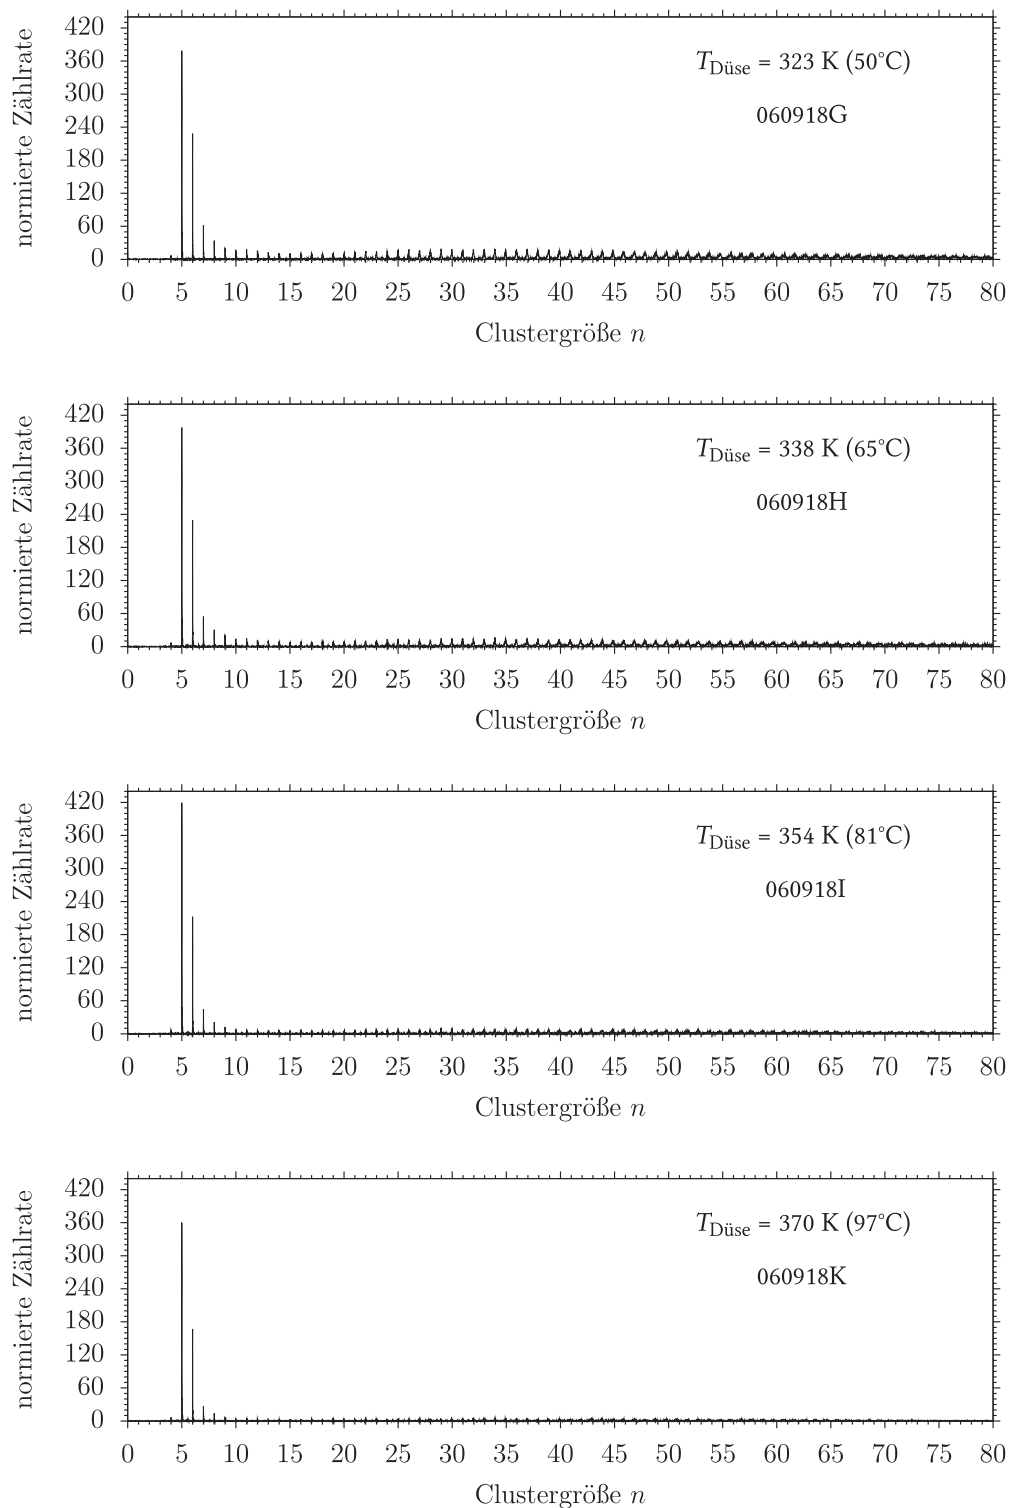 normierte Zählrate
420
360
300
240
180
120
60
0
T_Düse = 323 K (50°C)
060918G
0 5 10 15 20 25 30 35 40 45 50 55 60 65 70 75 80
Clustergröße n
normierte Zählrate
420
360
300
240
180
120
60
0
T_Düse = 338 K (65°C)
060918H
0 5 10 15 20 25 30 35 40 45 50 55 60 65 70 75 80
Clustergröße n
normierte Zählrate
420
360
300
240
180
120
60
0
T_Düse = 354 K (81°C)
060918I
0 5 10 15 20 25 30 35 40 45 50 55 60 65 70 75 80
Clustergröße n
normierte Zählrate
420
360
300
240
180
120
60
0
T_Düse = 370 K (97°C)
060918K
0 5 10 15 20 25 30 35 40 45 50 55 60 65 70 75 80
Clustergröße n